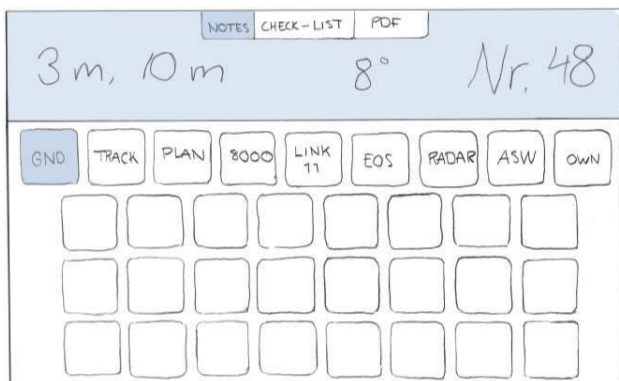 NOTES CHECK-LIST PDF
3 m, 10 m 8° Nr. 48
GND TRACK PLAN 8000 LINK 11 EOS RADAR ASW OWN